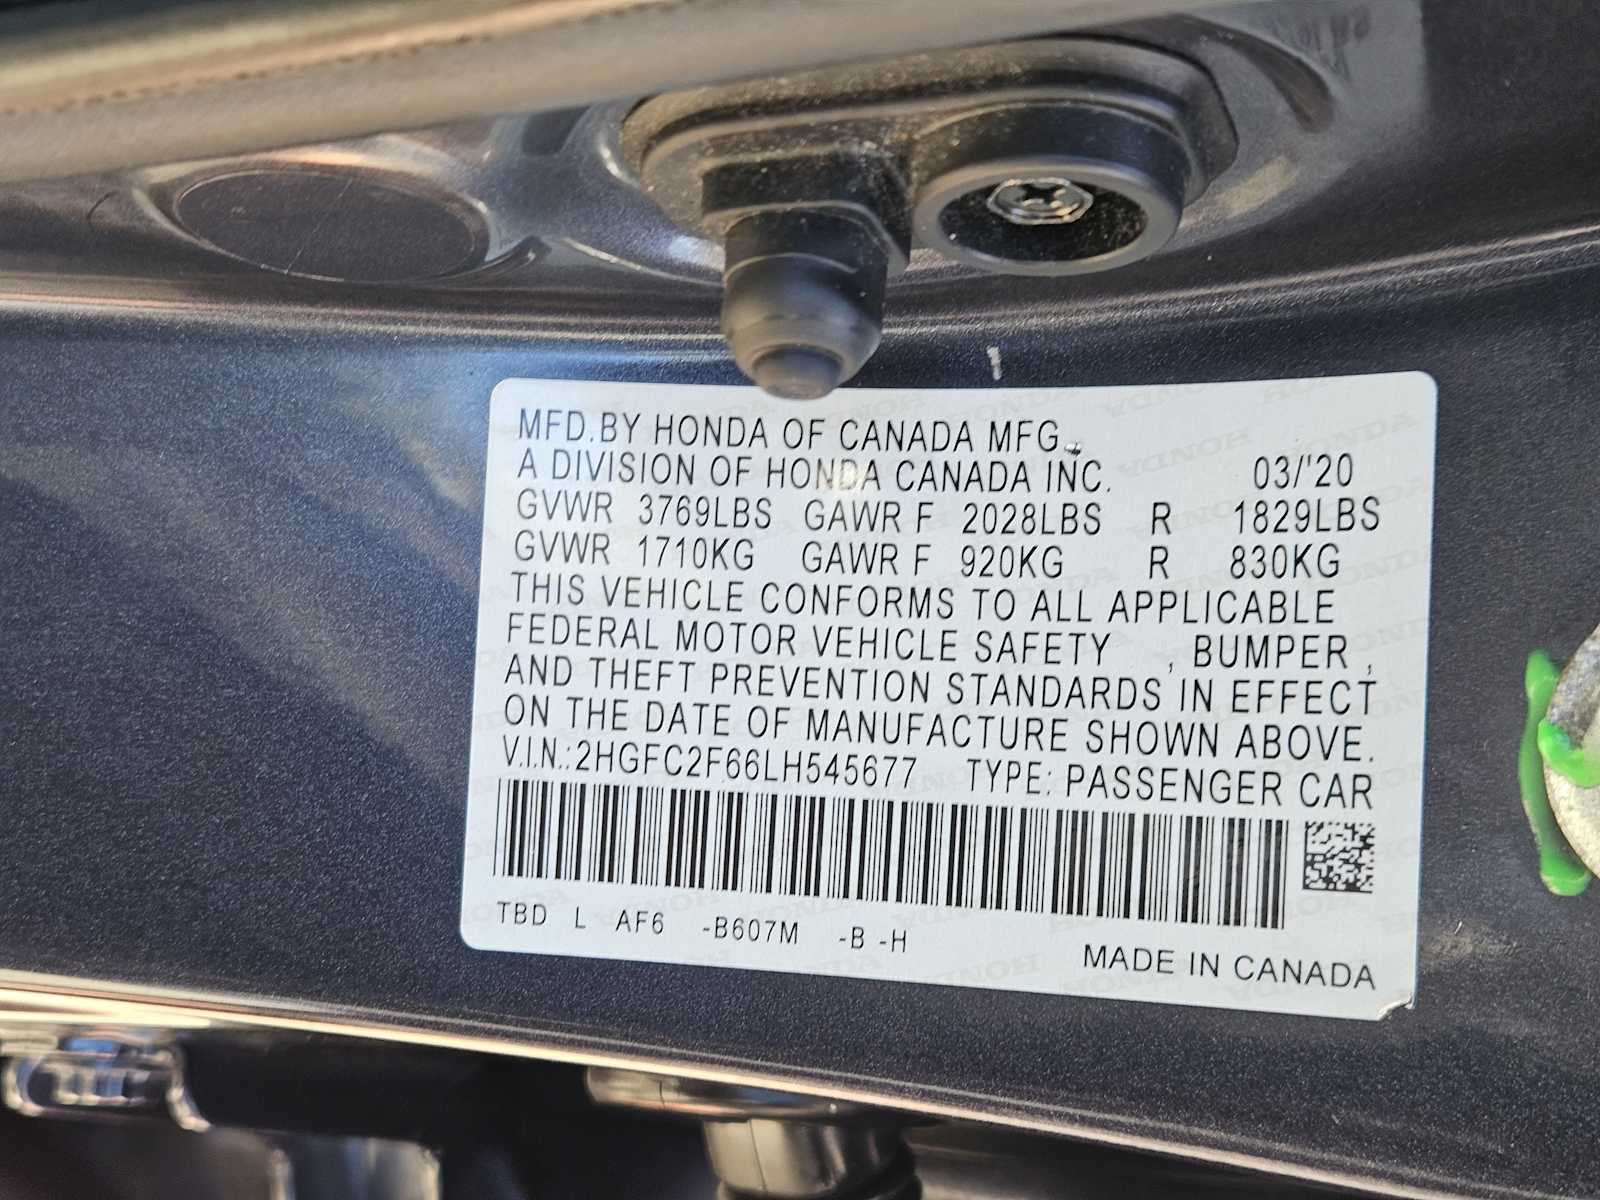 MFD.BY HONDA OF CANADA MFG.,
A DIVISION OF HONDA CANADA INC. 03/'20
GVWR 3769LBS GAWR F 2028LBS R 1829LBS
GVWR 1710KG GAWR F 920KG R 830KG
THIS VEHICLE CONFORMS TO ALL APPLICABLE
FEDERAL MOTOR VEHICLE SAFETY , BUMPER ,
AND THEFT PREVENTION STANDARDS IN EFFECT
ON THE DATE OF MANUFACTURE SHOWN ABOVE.
V.I.N.:2HGFC2F66LH545677 TYPE: PASSENGER CAR
TBD L AF6 -B607M -B -H
MADE IN CANADA